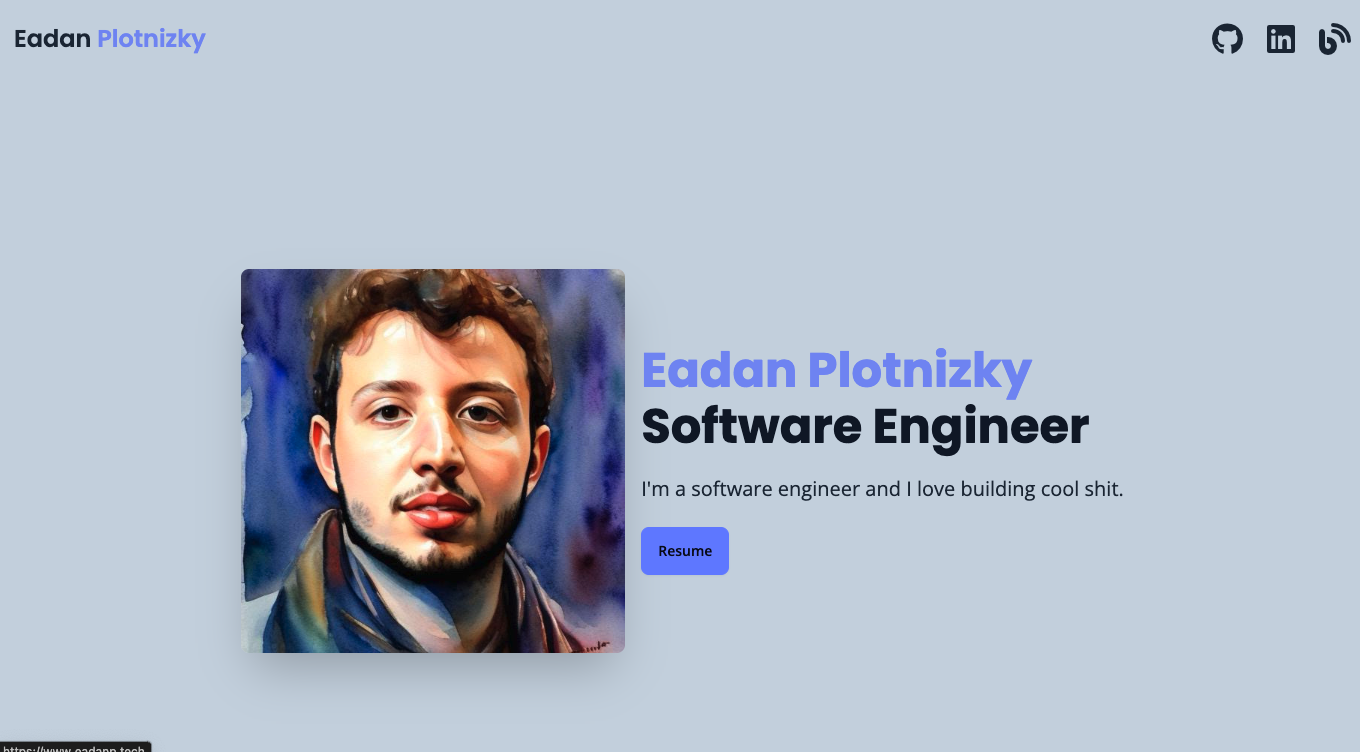 Eadan Plotnizky
Eadan Plotnizky
Software Engineer
I'm a software engineer and I love building cool shit.
Resume
https://www.eadanp.tech